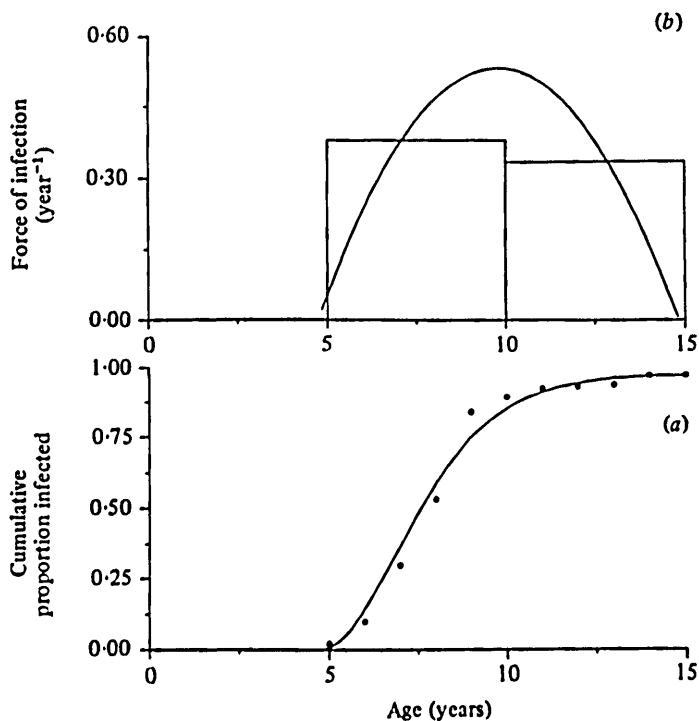 (b)
0·60
0·30
0·00
Force of infection
(year⁻¹)
0
5
10
15
1·00
0·75
0·50
0·25
0·00
(a)
Cumulative
proportion infected
0
5
10
15
Age (years)